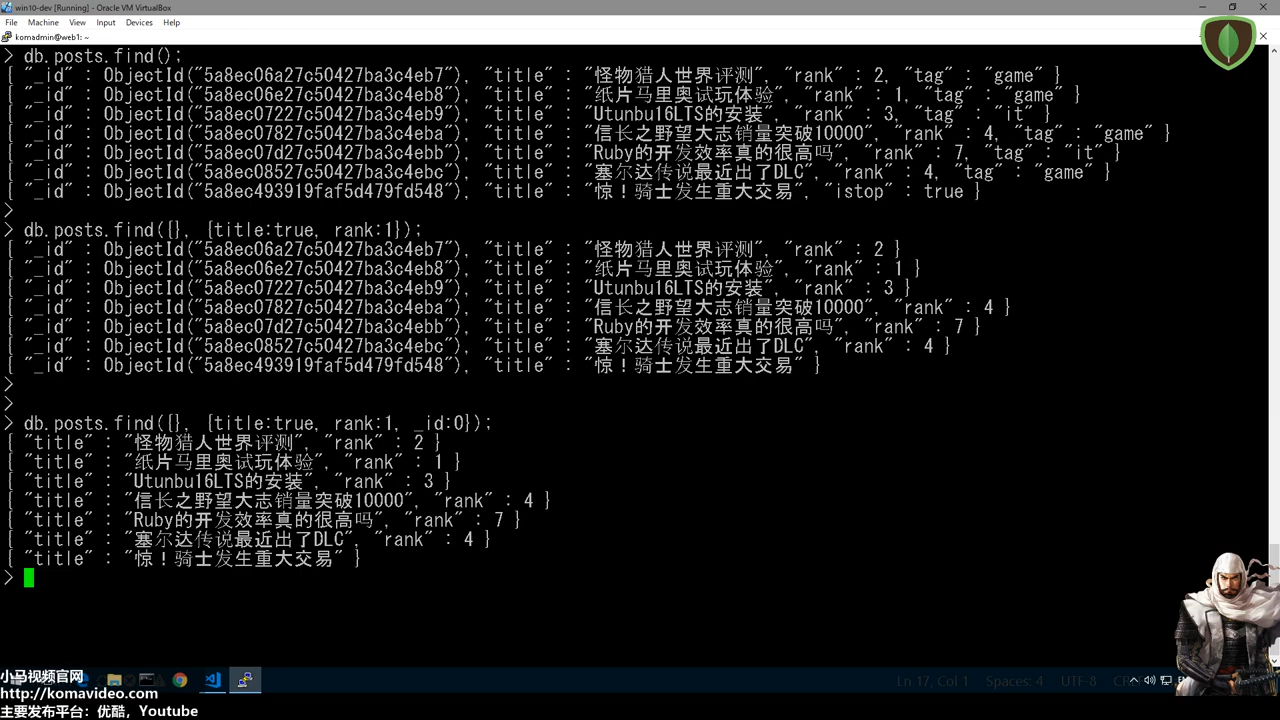 win10-dev [Running] - Oracle VM VirtualBox
File Machine View Input Devices Help
komadmin@web1: ~
> db.posts.find();
{ "_id" : ObjectId("5a8ec06a27c50427ba3c4eb7"), "title" : "怪物猎人世界评测", "rank" : 2, "tag" : "game" }
{ "_id" : ObjectId("5a8ec06e27c50427ba3c4eb8"), "title" : "纸片马里奥试玩体验", "rank" : 1, "tag" : "game" }
{ "_id" : ObjectId("5a8ec07227c50427ba3c4eb9"), "title" : "Utunbu16LTS的安装", "rank" : 3, "tag" : "it" }
{ "_id" : ObjectId("5a8ec07827c50427ba3c4eba"), "title" : "信长之野望大志销量突破10000", "rank" : 4, "tag" : "game" }
{ "_id" : ObjectId("5a8ec07d27c50427ba3c4ebb"), "title" : "Ruby的开发效率真的很高吗", "rank" : 7, "tag" : "it" }
{ "_id" : ObjectId("5a8ec08527c50427ba3c4ebc"), "title" : "塞尔达传说最近出了DLC", "rank" : 4, "tag" : "game" }
{ "_id" : ObjectId("5a8ec493919faf5d479fd548"), "title" : "惊！骑士发生重大交易", "istop" : true }
>
> db.posts.find({}, {title:true, rank:1});
{ "_id" : ObjectId("5a8ec06a27c50427ba3c4eb7"), "title" : "怪物猎人世界评测", "rank" : 2 }
{ "_id" : ObjectId("5a8ec06e27c50427ba3c4eb8"), "title" : "纸片马里奥试玩体验", "rank" : 1 }
{ "_id" : ObjectId("5a8ec07227c50427ba3c4eb9"), "title" : "Utunbu16LTS的安装", "rank" : 3 }
{ "_id" : ObjectId("5a8ec07827c50427ba3c4eba"), "title" : "信长之野望大志销量突破10000", "rank" : 4 }
{ "_id" : ObjectId("5a8ec07d27c50427ba3c4ebb"), "title" : "Ruby的开发效率真的很高吗", "rank" : 7 }
{ "_id" : ObjectId("5a8ec08527c50427ba3c4ebc"), "title" : "塞尔达传说最近出了DLC", "rank" : 4 }
{ "_id" : ObjectId("5a8ec493919faf5d479fd548"), "title" : "惊！骑士发生重大交易" }
>
>
> db.posts.find({}, {title:true, rank:1, _id:0});
{ "title" : "怪物猎人世界评测", "rank" : 2 }
{ "title" : "纸片马里奥试玩体验", "rank" : 1 }
{ "title" : "Utunbu16LTS的安装", "rank" : 3 }
{ "title" : "信长之野望大志销量突破10000", "rank" : 4 }
{ "title" : "Ruby的开发效率真的很高吗", "rank" : 7 }
{ "title" : "塞尔达传说最近出了DLC", "rank" : 4 }
{ "title" : "惊！骑士发生重大交易" }
>
小马视频官网
http://komavideo.com
主要发布平台：优酷，Youtube
Ln 17, Col 1 Spaces: 4 UTF-8